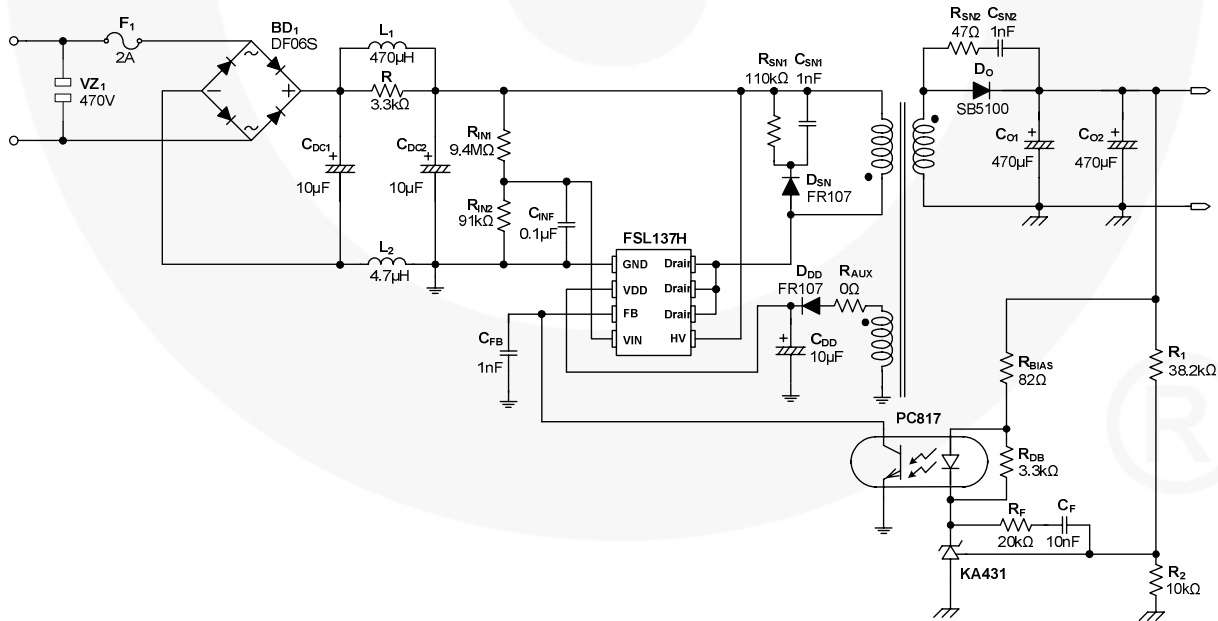 F1
2A
VZ1
470V
BD1
DF06S
~
~
−
+
L1
470µH
R
3.3kΩ
CDC1
+
10µF
CDC2
+
10µF
L2
4.7µH
RIN1
9.4MΩ
RIN2
91kΩ
CINF
0.1µF
RSN1
110kΩ
CSN1
1nF
DSN
FR107
RSN2
47Ω
CSN2
1nF
DO
SB5100
CO1
+
470µF
CO2
+
470µF
FSL137H
GND
Drain
VDD
Drain
FB
Drain
VIN
HV
CFB
1nF
DDD
FR107
RAUX
0Ω
+
CDD
10µF
PC817
RBIAS
82Ω
RDB
3.3kΩ
R1
38.2kΩ
RF
20kΩ
CF
10nF
KA431
R2
10kΩ
R